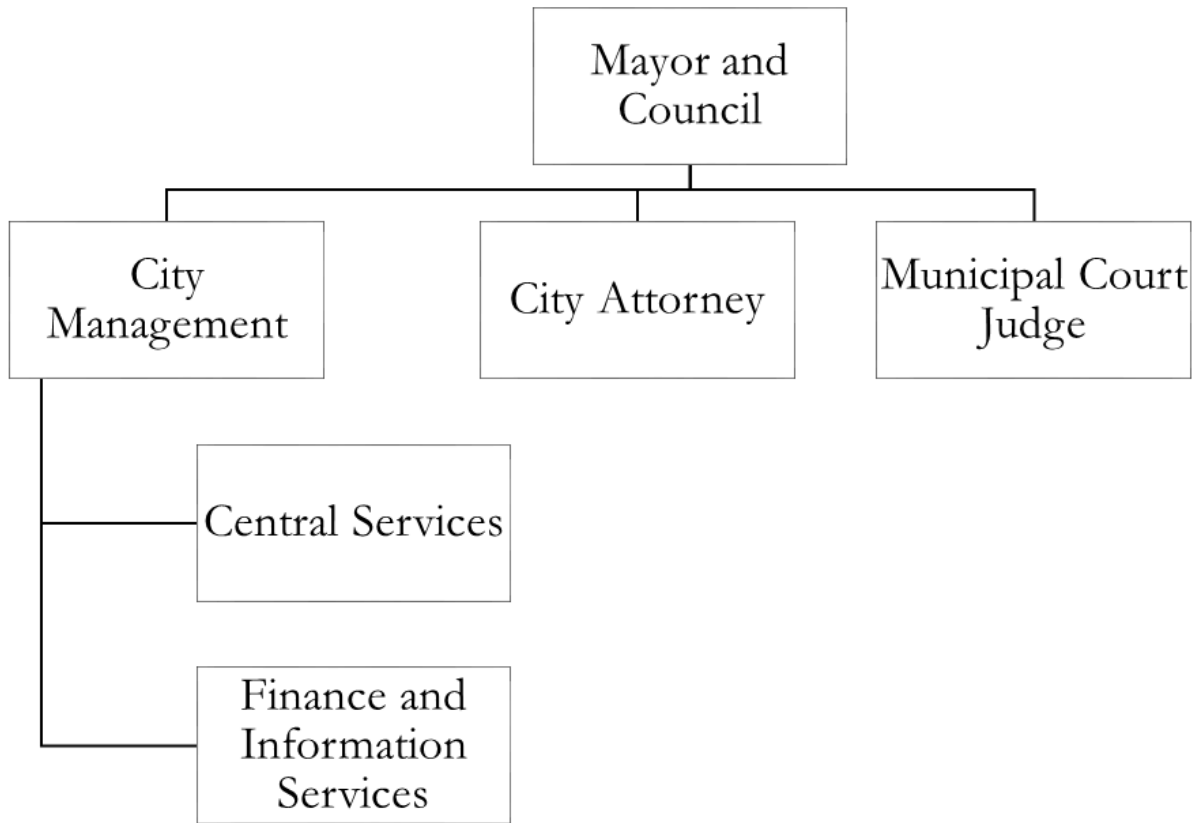 Mayor and
Council
City
Management
City Attorney
Municipal Court
Judge
Central Services
Finance and
Information
Services